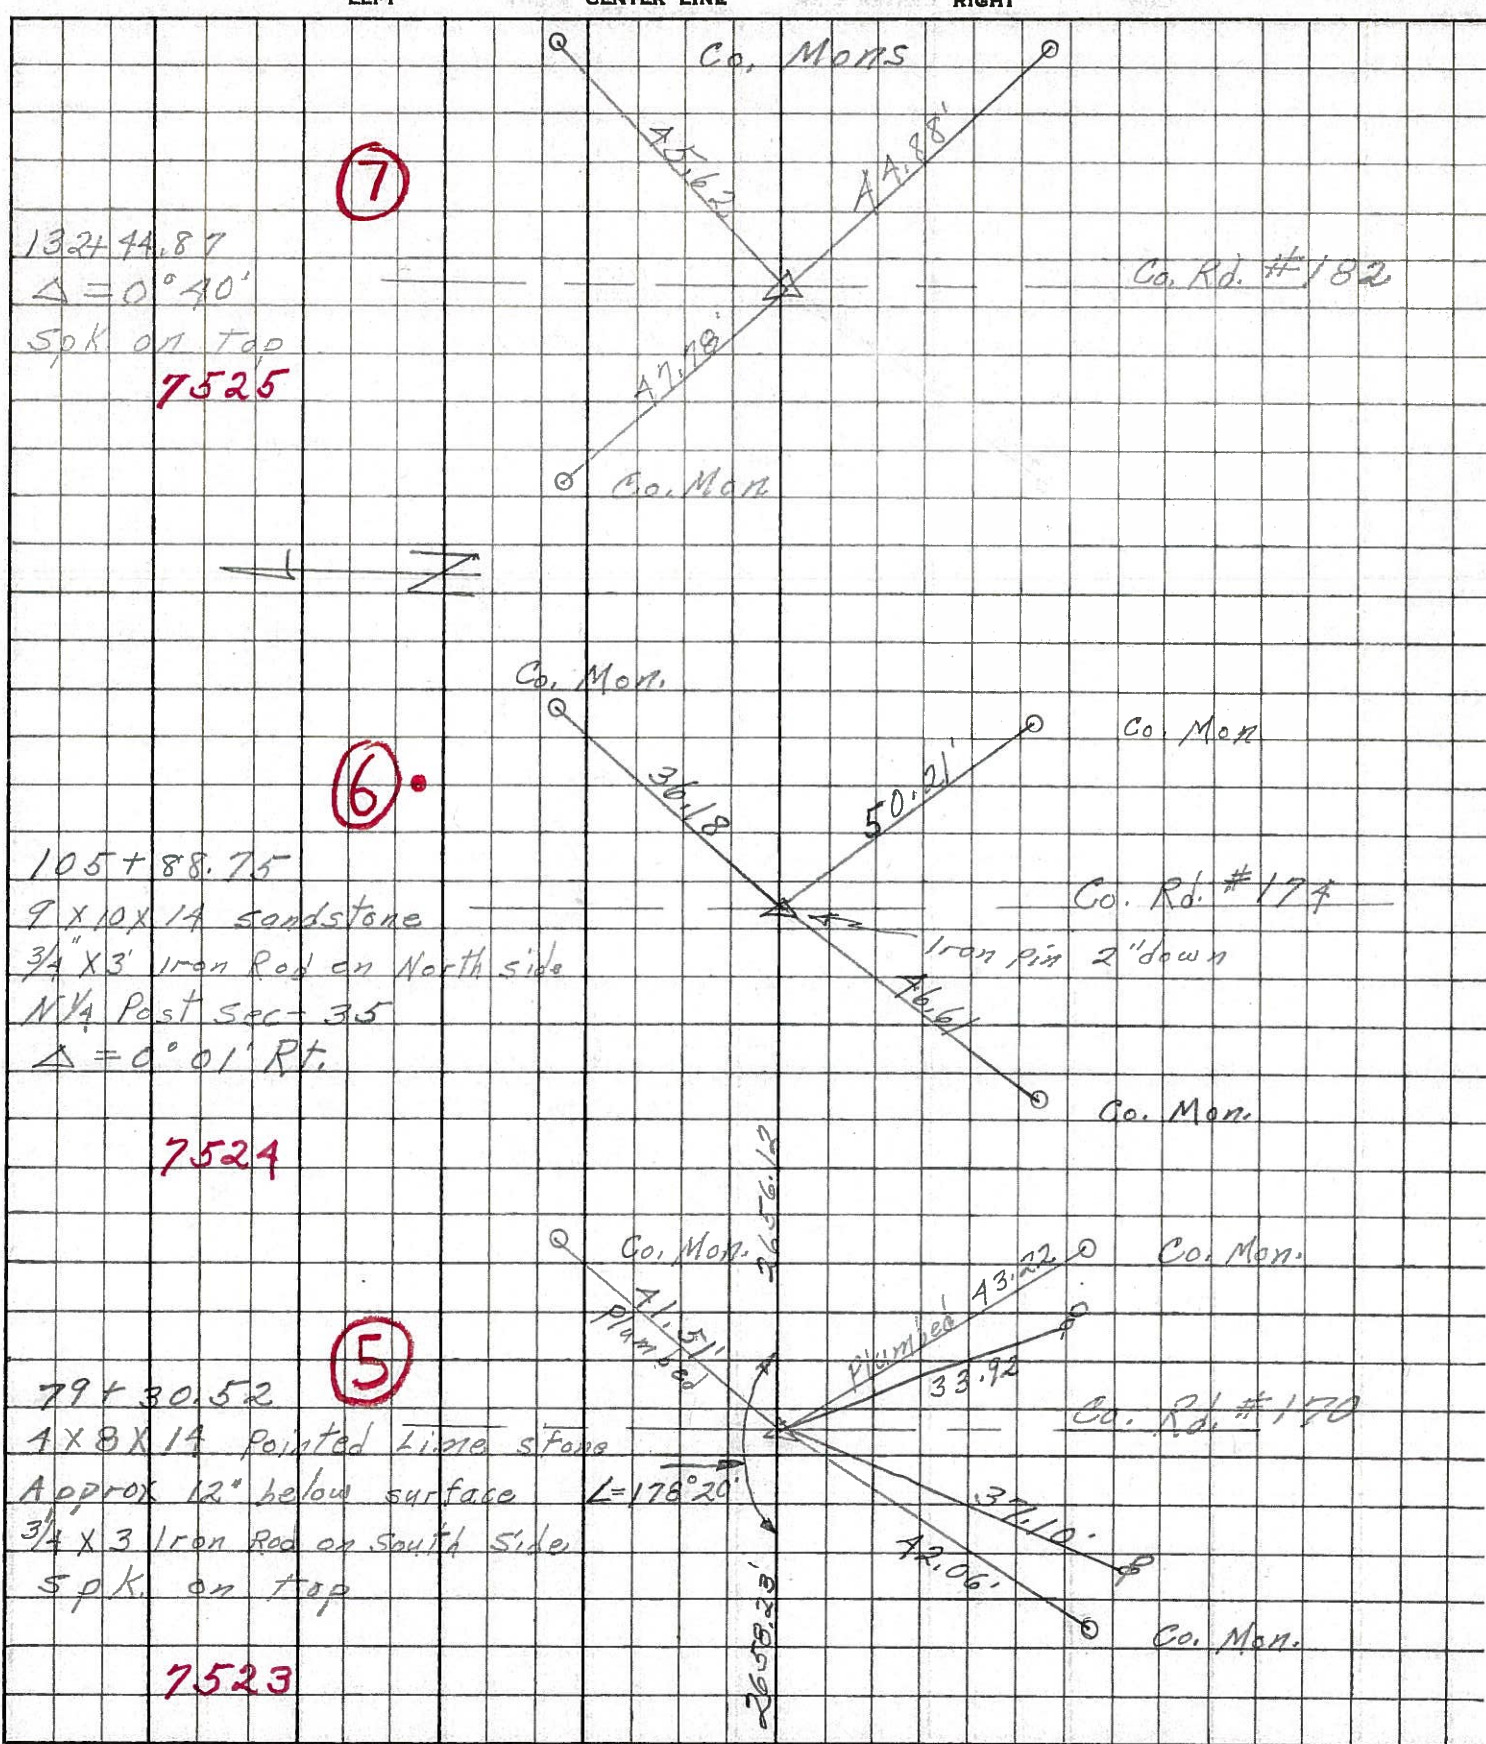 LEFT CENTER LINE RIGHT
Co. Mons
45.62
44.88'
7
132+44.87
Δ=0°40'
Spk on Top
7525
Co. Rd. #182
47.78'
Co. Mon
N
Co. Mon.
Co. Mon
36.18
50.21'
6
105+88.75
9 X 10 X 14 sandstone
3/4" X 3' Iron Rod on North side
N 1/4 Post Sec- 35
Δ=0°01' Rt.
7524
Co. Rd. #174
Iron pin 2" down
46.61
Co. Mon.
2656.12
Co. Mon.
Co. Mon.
41.51'
Plumbed
Plumbed 43.22
33.92
5
79+30.52
4 X 8 X 14 Pointed Lime stone
Approx 12" below surface
3/4 X 3 Iron Rod on South Side
Spk. on top
7523
L=178°20'
Co. Rd. #170
37.10'
42.06'
Co. Mon.
2658.23'